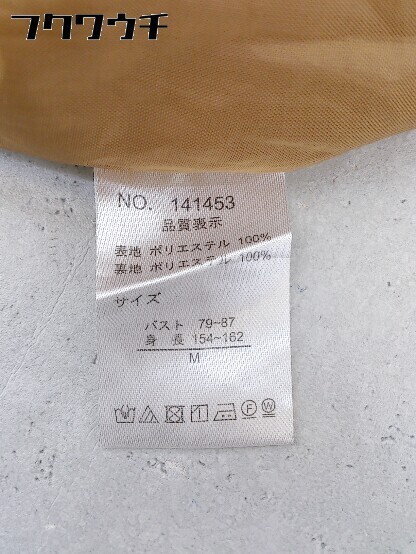 フクワウチ
NO. 141453
品質表示
表地 ポリエステル 100%
裏地 ポリエステル 100%
サイズ
バスト 79~87
身長 154~162
M